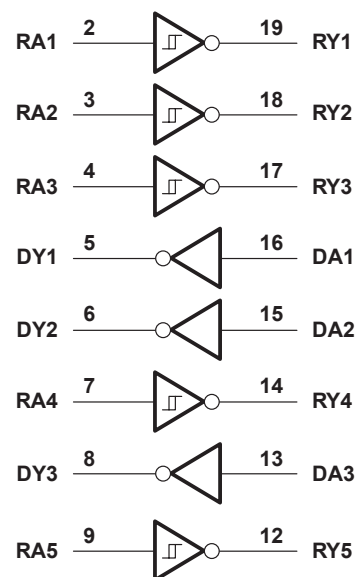 RA1 2 19 RY1
RA2 3 18 RY2
RA3 4 17 RY3
DY1 5 16 DA1
DY2 6 15 DA2
RA4 7 14 RY4
DY3 8 13 DA3
RA5 9 12 RY5